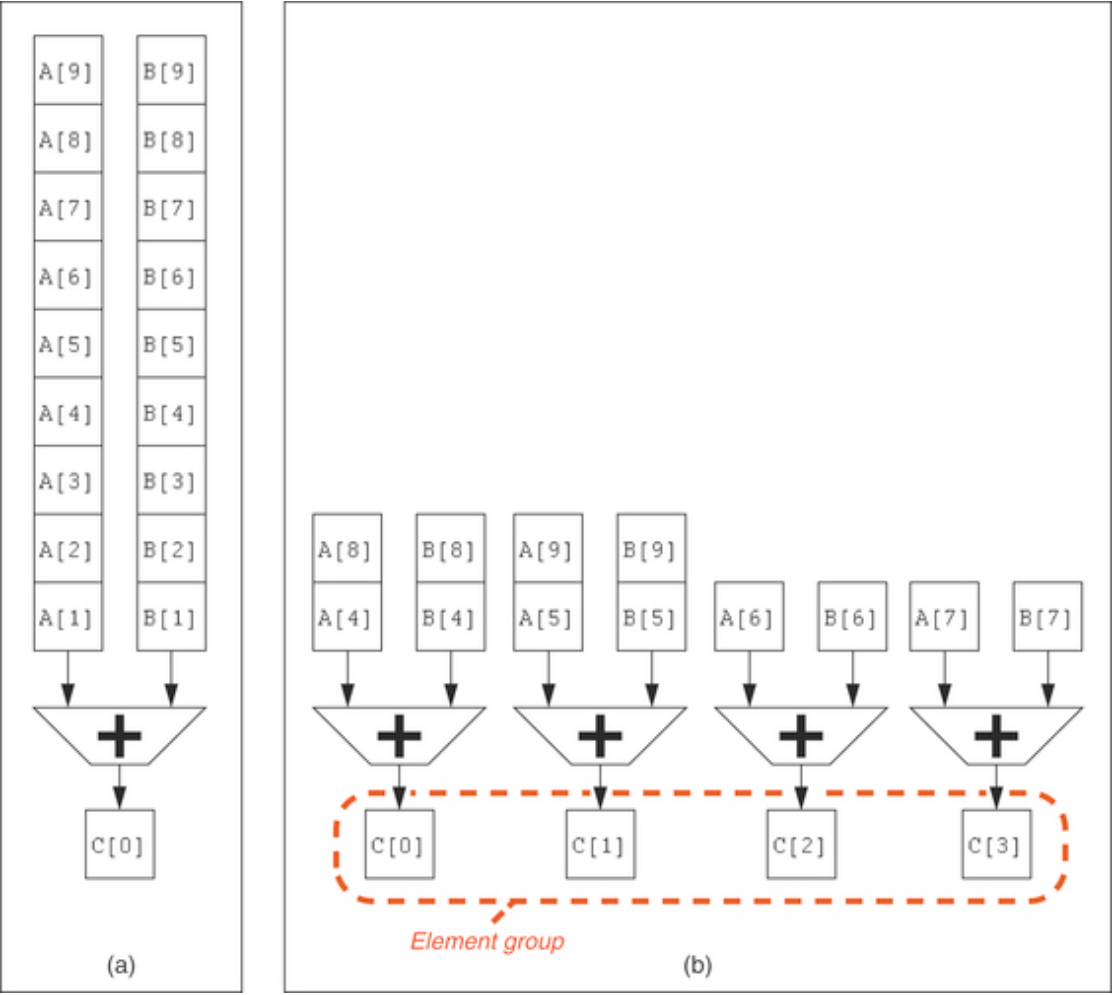 A[9] B[9]
A[8] B[8]
A[7] B[7]
A[6] B[6]
A[5] B[5]
A[4] B[4]
A[3] B[3]
A[2] B[2]
A[1] B[1]
+
C[0]
(a)
A[8] B[8] A[9] B[9]
A[4] B[4] A[5] B[5] A[6] B[6] A[7] B[7]
+ + + +
C[0] C[1] C[2] C[3]
Element group
(b)